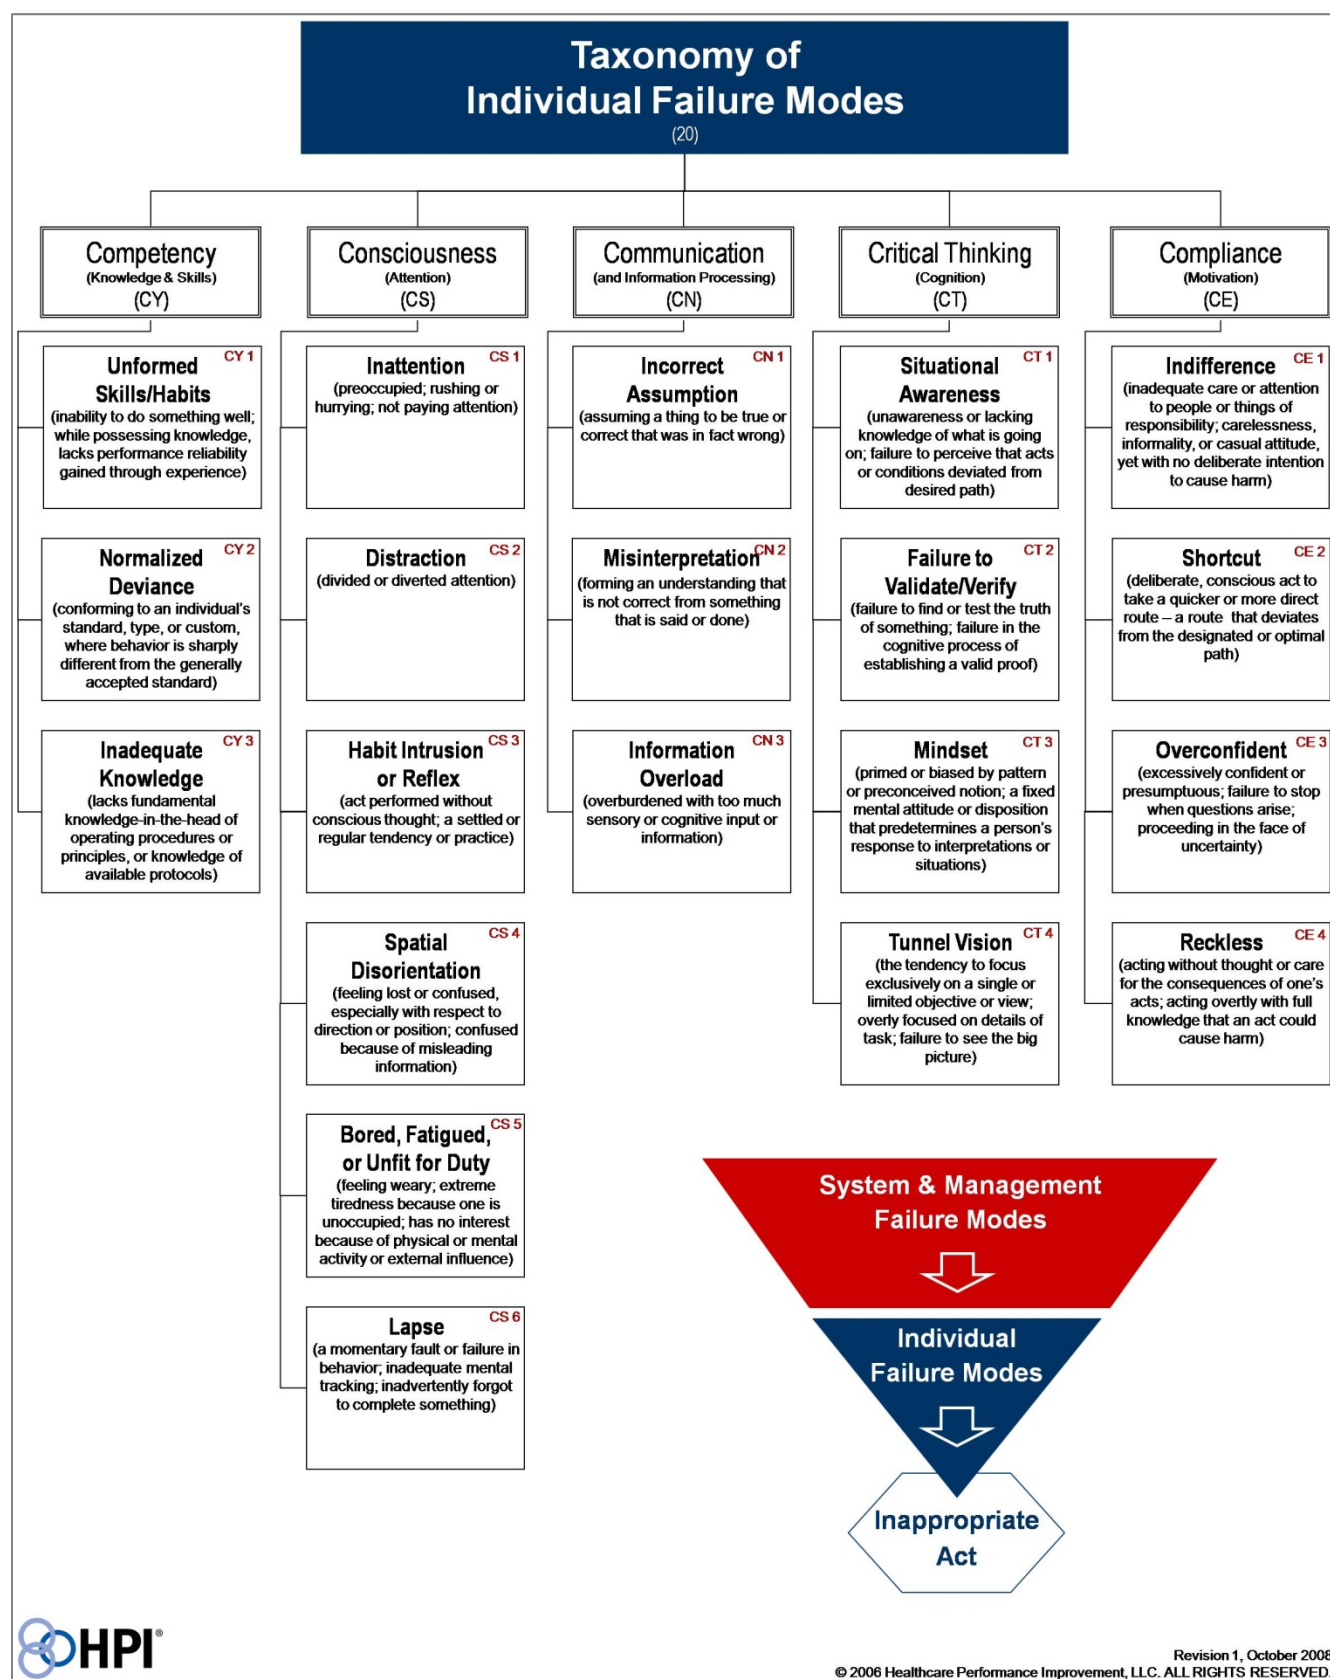 Taxonomy of
Individual Failure Modes
(20)
Competency
(Knowledge & Skills)
(CY)
CY 1
Unformed
Skills/Habits
(inability to do something well;
while possessing knowledge,
lacks performance reliability
gained through experience)
CY 2
Normalized
Deviance
(conforming to an individual's
standard, type, or custom,
where behavior is sharply
different from the generally
accepted standard)
CY 3
Inadequate
Knowledge
(lacks fundamental
knowledge-in-the-head of
operating procedures or
principles, or knowledge of
available protocols)
Consciousness
(Attention)
(CS)
CS 1
Inattention
(preoccupied; rushing or
hurrying; not paying attention)
CS 2
Distraction
(divided or diverted attention)
CS 3
Habit Intrusion
or Reflex
(act performed without
conscious thought; a settled or
regular tendency or practice)
CS 4
Spatial
Disorientation
(feeling lost or confused,
especially with respect to
direction or position; confused
because of misleading
information)
CS 5
Bored, Fatigued,
or Unfit for Duty
(feeling weary; extreme
tiredness because one is
unoccupied; has no interest
because of physical or mental
activity or external influence)
CS 6
Lapse
(a momentary fault or failure in
behavior; inadequate mental
tracking; inadvertently forgot
to complete something)
Communication
(and Information Processing)
(CN)
CN 1
Incorrect
Assumption
(assuming a thing to be true or
correct that was in fact wrong)
CN 2
Misinterpretation
(forming an understanding that
is not correct from something
that is said or done)
CN 3
Information
Overload
(overburdened with too much
sensory or cognitive input or
information)
Critical Thinking
(Cognition)
(CT)
CT 1
Situational
Awareness
(unawareness or lacking
knowledge of what is going
on; failure to perceive that acts
or conditions deviated from
desired path)
CT 2
Failure to
Validate/Verify
(failure to find or test the truth
of something; failure in the
cognitive process of
establishing a valid proof)
CT 3
Mindset
(primed or biased by pattern
or preconceived notion; a fixed
mental attitude or disposition
that predetermines a person's
response to interpretations or
situations)
CT 4
Tunnel Vision
(the tendency to focus
exclusively on a single or
limited objective or view;
overly focused on details of
task; failure to see the big
picture)
Compliance
(Motivation)
(CE)
CE 1
Indifference
(inadequate care or attention
to people or things of
responsibility; carelessness,
informality, or casual attitude,
yet with no deliberate intention
to cause harm)
CE 2
Shortcut
(deliberate, conscious act to
take a quicker or more direct
route – a route that deviates
from the designated or optimal
path)
CE 3
Overconfident
(excessively confident or
presumptuous; failure to stop
when questions arise;
proceeding in the face of
uncertainty)
CE 4
Reckless
(acting without thought or care
for the consequences of one's
acts; acting overtly with full
knowledge that an act could
cause harm)
System & Management
Failure Modes
Individual
Failure Modes
Inappropriate
Act
HPI®
Revision 1, October 2008
© 2006 Healthcare Performance Improvement, LLC. ALL RIGHTS RESERVED.